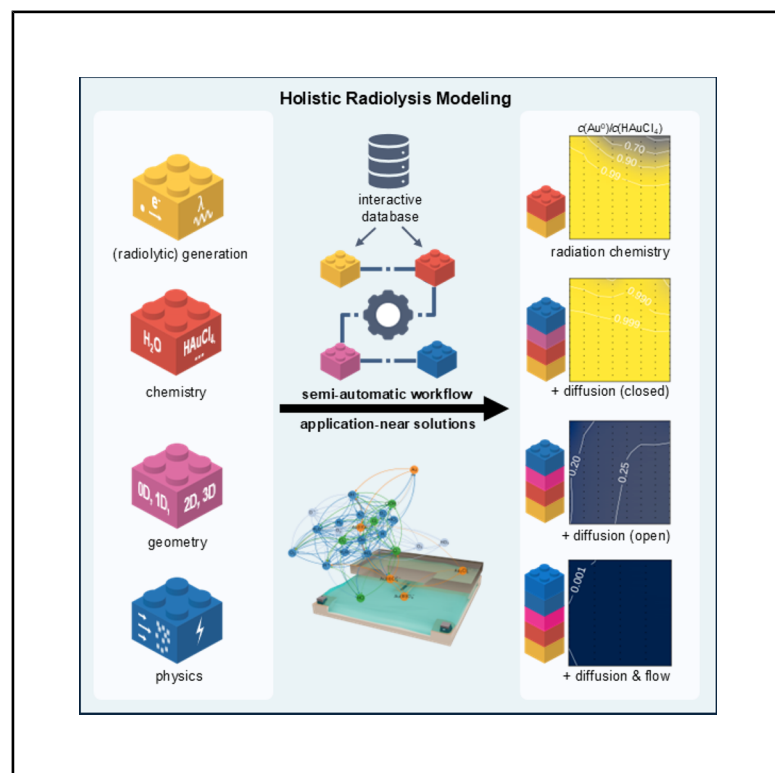 Holistic Radiolysis Modeling
e⁻
λ
(radiolytic) generation
H₂O
HAuCl₄
...
chemistry
0D, 1D,
2D, 3D
geometry
physics
interactive
database
semi-automatic workflow
application-near solutions
c(Au⁰)/c(HAuCl₄)
0.70
0.90
0.99
radiation chemistry
0.990
0.999
+ diffusion (closed)
0.20
0.25
+ diffusion (open)
0.001
+ diffusion & flow